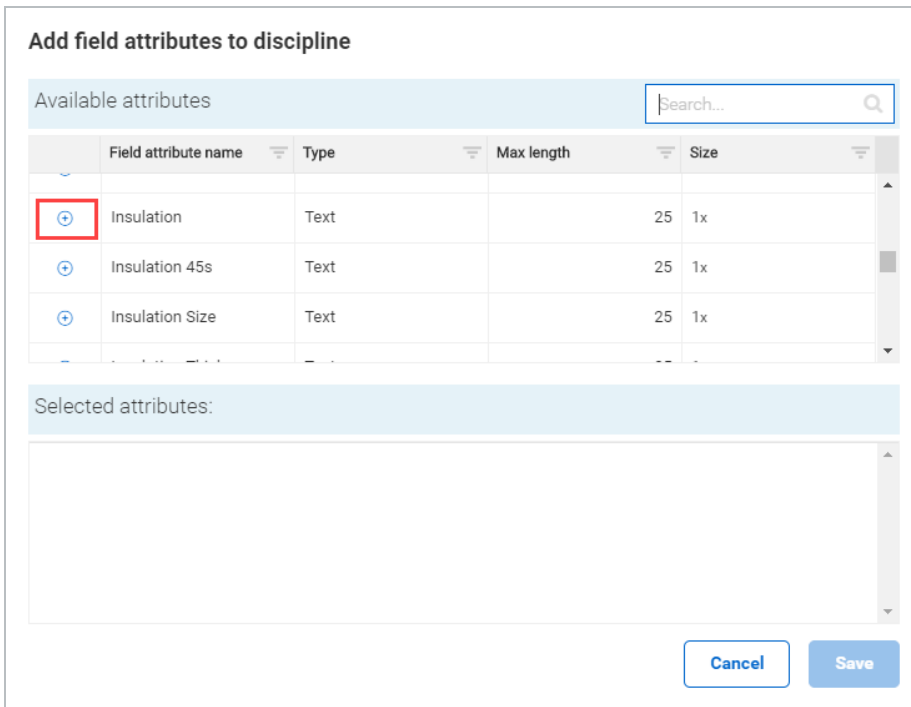 Add field attributes to discipline
Available attributes
Search...
Field attribute name Type Max length Size
Insulation Text 25 1x
Insulation 45s Text 25 1x
Insulation Size Text 25 1x
Selected attributes:
Cancel Save